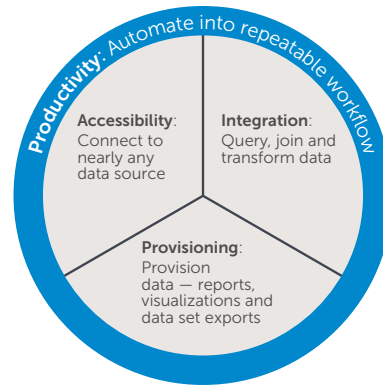 Productivity: Automate into repeatable workflow
Accessibility:
Connect to
nearly any
data source
Integration:
Query, join and
transform data
Provisioning:
Provision
data — reports,
visualizations and
data set exports